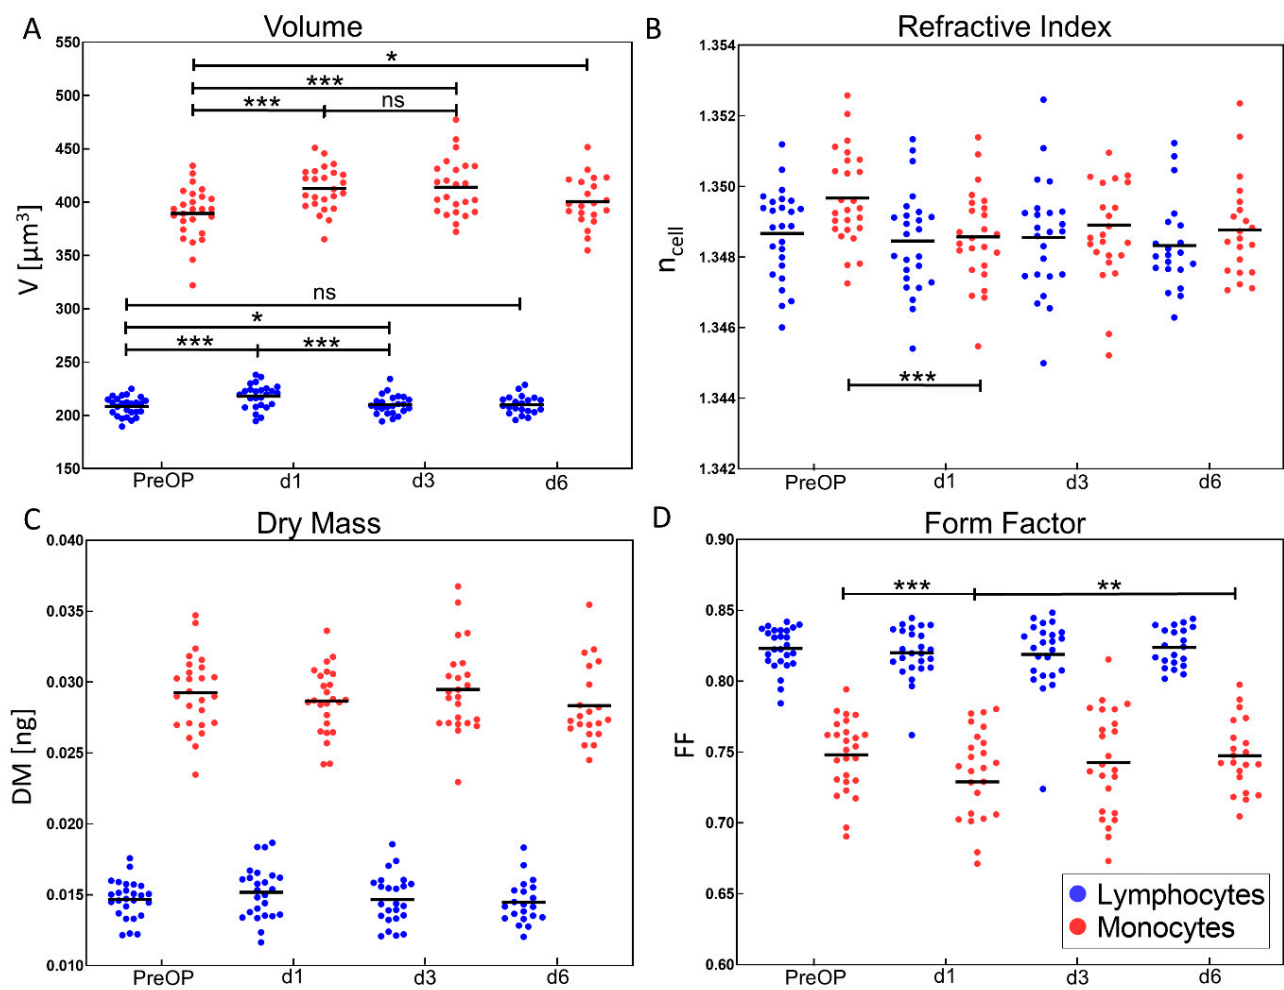 A
Volume
V [µm³]
550
500
450
400
350
300
250
200
150
*
***
***
ns
ns
*
***
***
PreOP
d1
d3
d6
B
Refractive Index
n_cell
1.354
1.352
1.350
1.348
1.346
1.344
1.342
***
PreOP
d1
d3
d6
C
Dry Mass
DM [ng]
0.040
0.035
0.030
0.025
0.020
0.015
0.010
PreOP
d1
d3
d6
D
Form Factor
FF
0.90
0.85
0.80
0.75
0.70
0.65
0.60
***
**
Lymphocytes
Monocytes
PreOP
d1
d3
d6